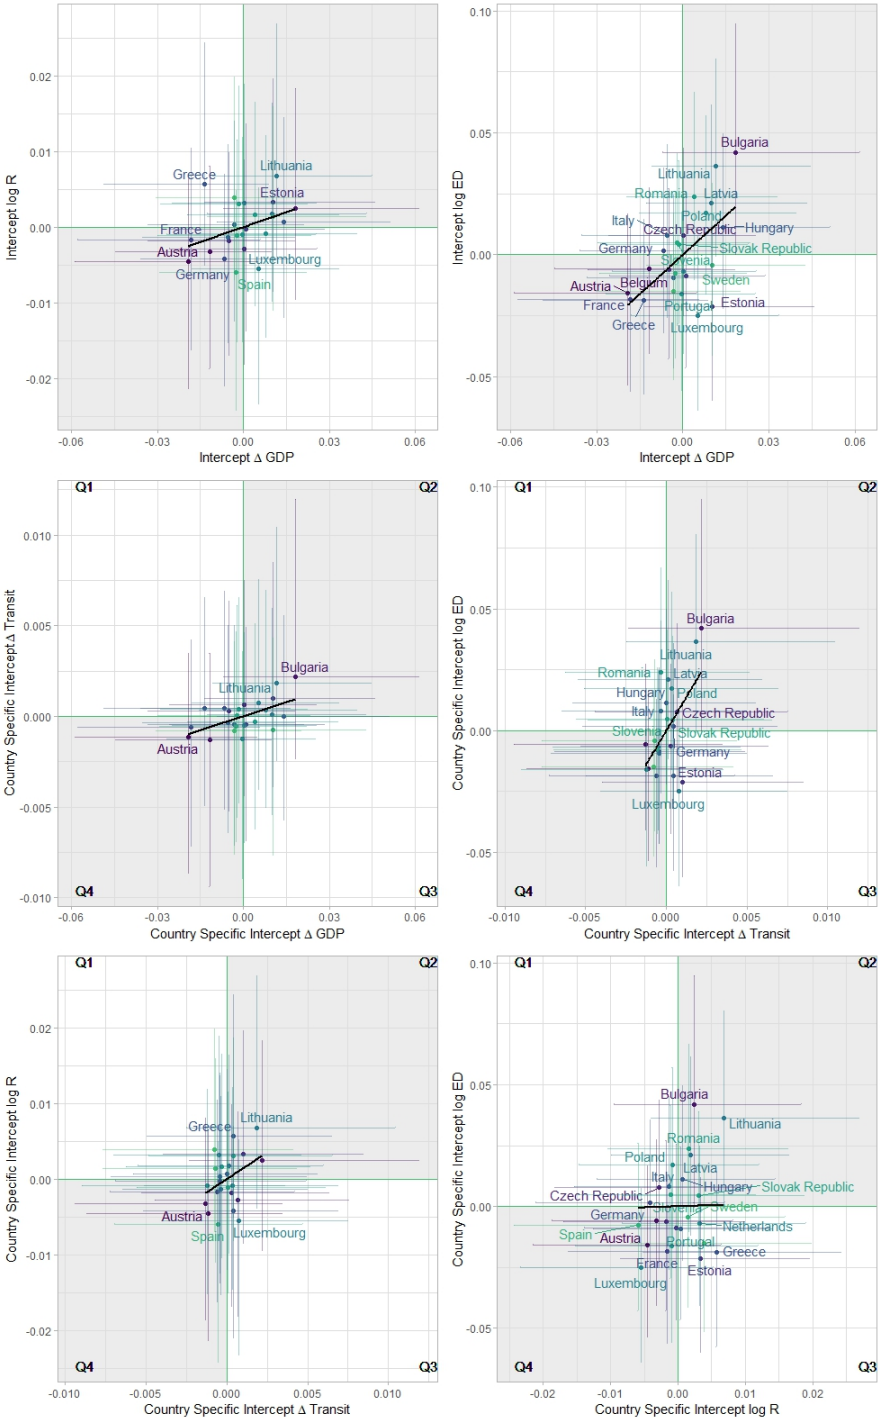 0.02
0.01
0.00
-0.01
-0.02
Intercept log R
Greece
Lithuania
Estonia
France
Austria
Germany
Luxembourg
Spain
-0.06
-0.03
0.00
0.03
0.06
Intercept Δ GDP
0.10
0.05
0.00
-0.05
Intercept log ED
Bulgaria
Lithuania
Romania
Latvia
Poland
Italy
Czech Republic
Hungary
Germany
Slovak Republic
Slovenia
Belgium
Sweden
Austria
France
Portugal
Estonia
Greece
Luxembourg
-0.06
-0.03
0.00
0.03
0.06
Intercept Δ GDP
Q1
Q2
0.010
0.005
0.000
-0.005
-0.010
Country Specific Intercept Δ Transit
Bulgaria
Lithuania
Austria
Q4
Q3
-0.06
-0.03
0.00
0.03
0.06
Country Specific Intercept Δ GDP
Q1
Q2
0.10
0.05
0.00
-0.05
Country Specific Intercept log ED
Bulgaria
Lithuania
Romania
Latvia
Hungary
Poland
Italy
Czech Republic
Slovenia
Slovak Republic
Germany
Estonia
Luxembourg
Q4
Q3
-0.010
-0.005
0.000
0.005
0.010
Country Specific Intercept Δ Transit
Q1
Q2
0.02
0.01
0.00
-0.01
-0.02
Country Specific Intercept log R
Greece
Lithuania
Austria
Spain
Luxembourg
Q4
Q3
-0.010
-0.005
0.000
0.005
0.010
Country Specific Intercept Δ Transit
Q1
Q2
0.10
0.05
0.00
-0.05
Country Specific Intercept log ED
Bulgaria
Lithuania
Romania
Poland
Latvia
Italy
Hungary
Slovak Republic
Czech Republic
Slovenia
Sweden
Germany
Netherlands
Spain
Austria
Portugal
Greece
France
Estonia
Luxembourg
Q4
Q3
-0.02
-0.01
0.00
0.01
0.02
Country Specific Intercept log R